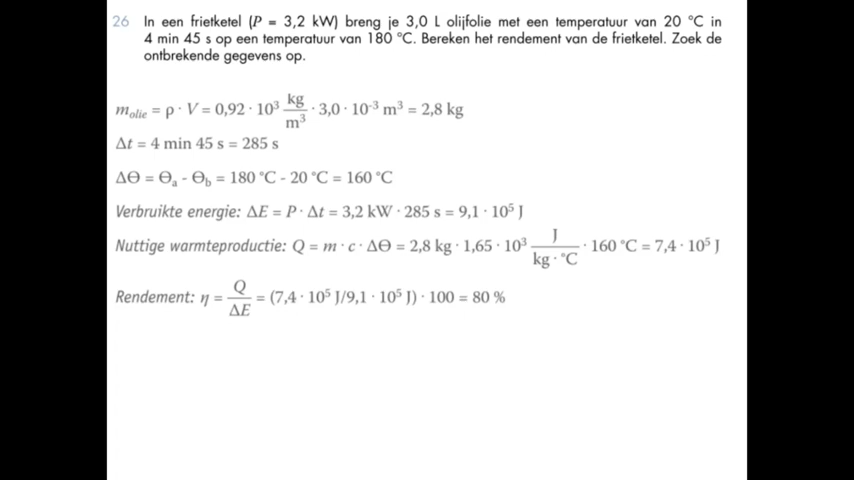 26 In een frietketel (P = 3,2 kW) breng je 3,0 L olijfolie met een temperatuur van 20 °C in
4 min 45 s op een temperatuur van 180 °C. Bereken het rendement van de frietketel. Zoek de
ontbrekende gegevens op.
m_olie = ρ · V = 0,92 · 10³ kg/m³ · 3,0 · 10⁻³ m³ = 2,8 kg
Δt = 4 min 45 s = 285 s
ΔΘ = Θₐ - Θ_b = 180 °C - 20 °C = 160 °C
Verbruikte energie: ΔE = P · Δt = 3,2 kW · 285 s = 9,1 · 10⁵ J
Nuttige warmteproductie: Q = m · c · ΔΘ = 2,8 kg · 1,65 · 10³ J/kg · °C · 160 °C = 7,4 · 10⁵ J
Rendement: η = Q/ΔE = (7,4 · 10⁵ J/9,1 · 10⁵ J) · 100 = 80 %